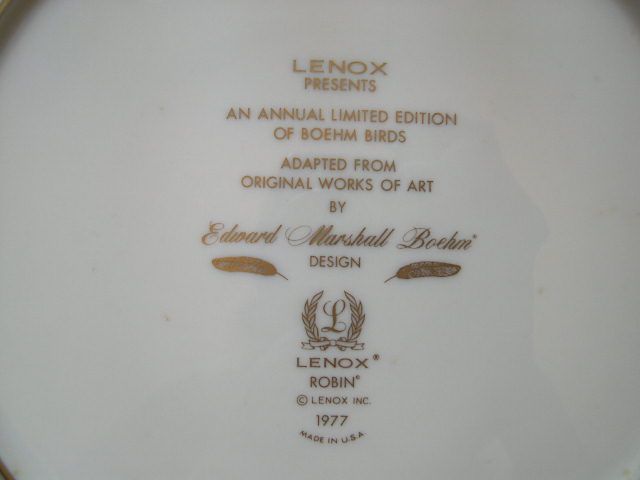 LENOX
PRESENTS
AN ANNUAL LIMITED EDITION
OF BOEHM BIRDS
ADAPTED FROM
ORIGINAL WORKS OF ART
BY
Edward Marshall Boehm®
DESIGN
L
LENOX®
ROBIN©
© LENOX INC.
1977
MADE IN U.S.A